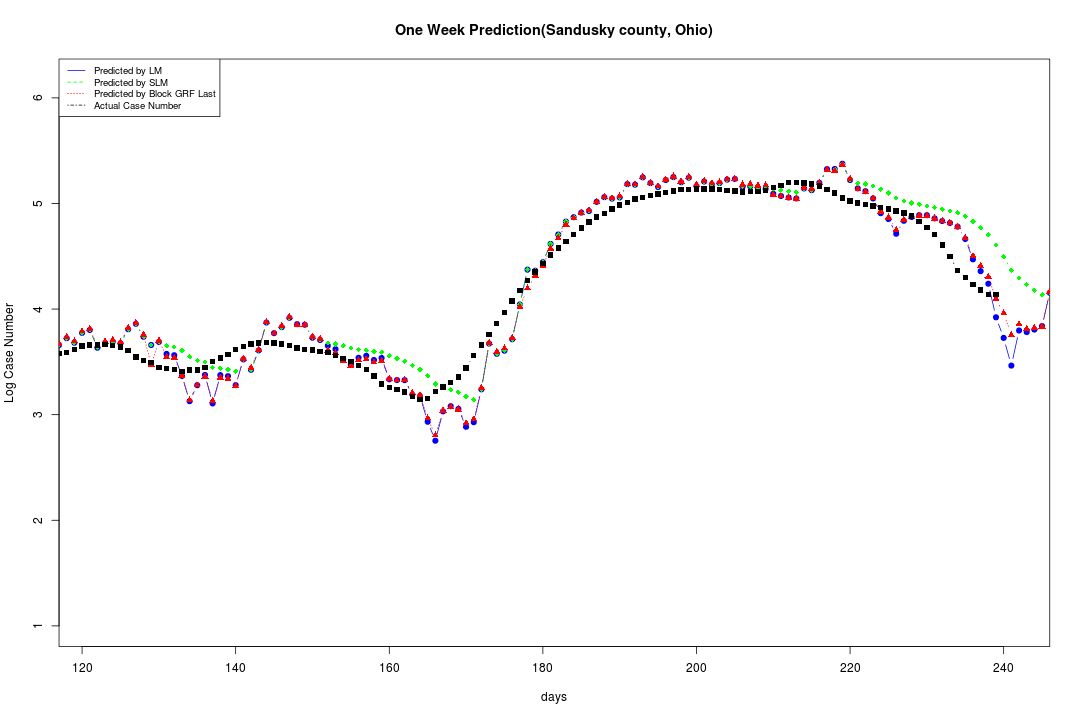 One Week Prediction(Sandusky county, Ohio)
Predicted by LM
Predicted by SLM
Predicted by Block GRF Last
Actual Case Number
Log Case Number
6
5
4
3
2
1
120 140 160 180 200 220 240
days